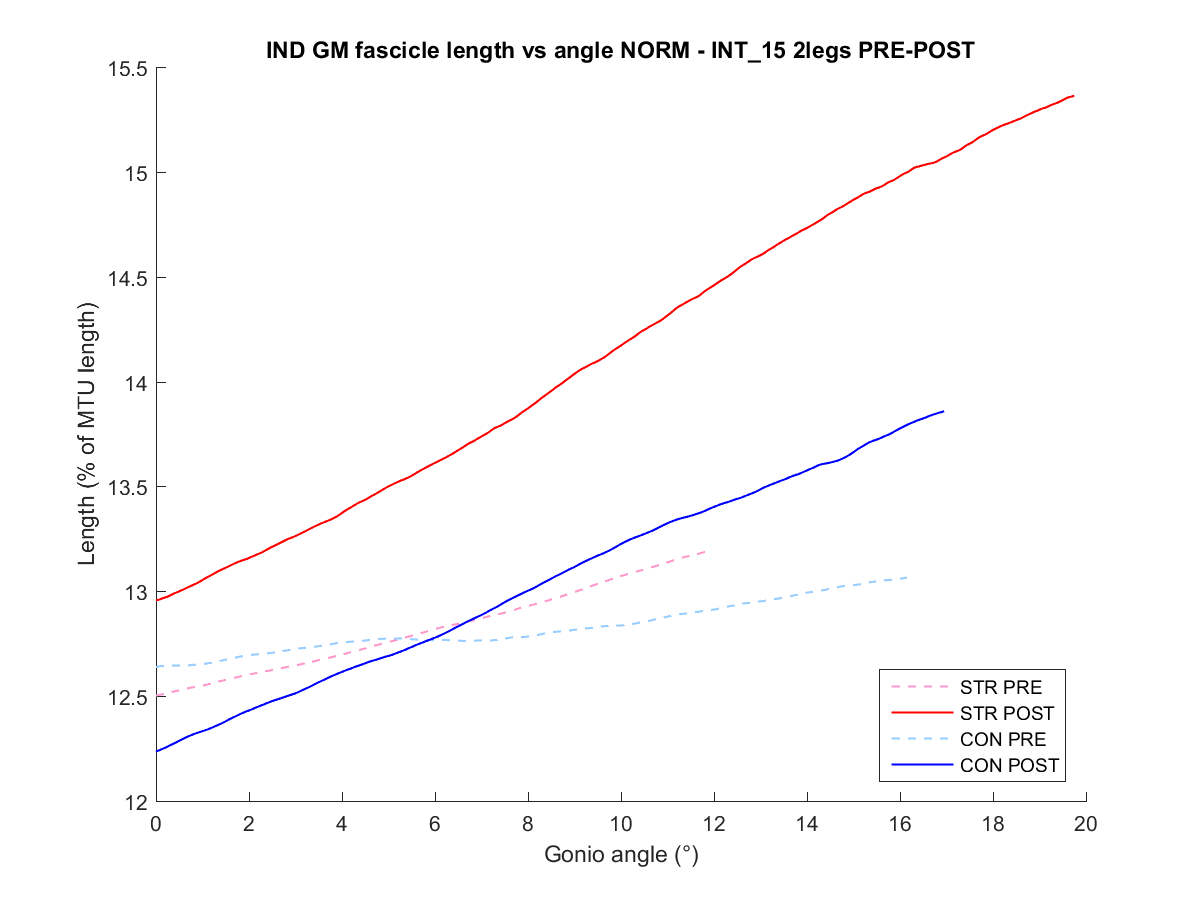 IND GM fascicle length vs angle NORM - INT_15 2legs PRE-POST
15.5
15
14.5
14
13.5
13
12.5
12
Length (% of MTU length)
0 2 4 6 8 10 12 14 16 18 20
Gonio angle (°)
STR PRE
STR POST
CON PRE
CON POST